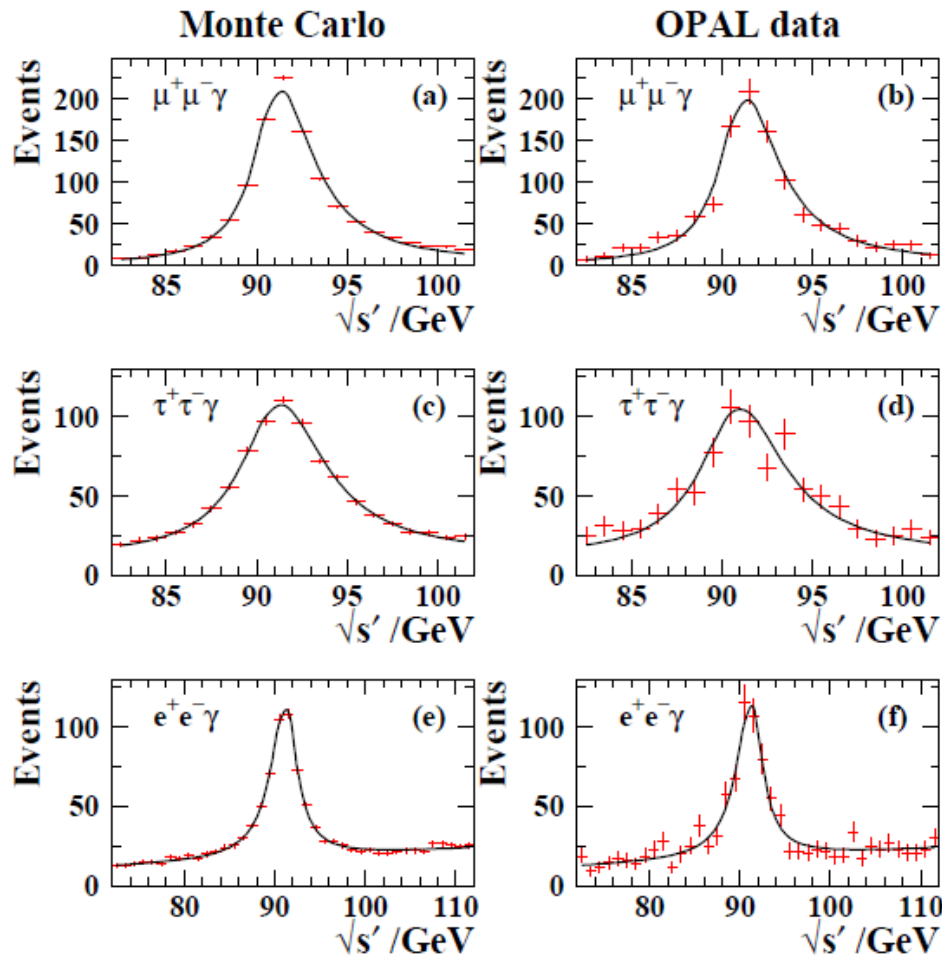 Monte Carlo OPAL data
Events
200
150
100
50
0
μ⁺μ⁻γ
(a)
85 90 95 100
√s′ /GeV
Events
200
150
100
50
0
μ⁺μ⁻γ
(b)
85 90 95 100
√s′ /GeV
Events
100
50
0
τ⁺τ⁻γ
(c)
85 90 95 100
√s′ /GeV
Events
100
50
0
τ⁺τ⁻γ
(d)
85 90 95 100
√s′ /GeV
Events
100
50
0
e⁺e⁻γ
(e)
80 90 100 110
√s′ /GeV
Events
100
50
0
e⁺e⁻γ
(f)
80 90 100 110
√s′ /GeV